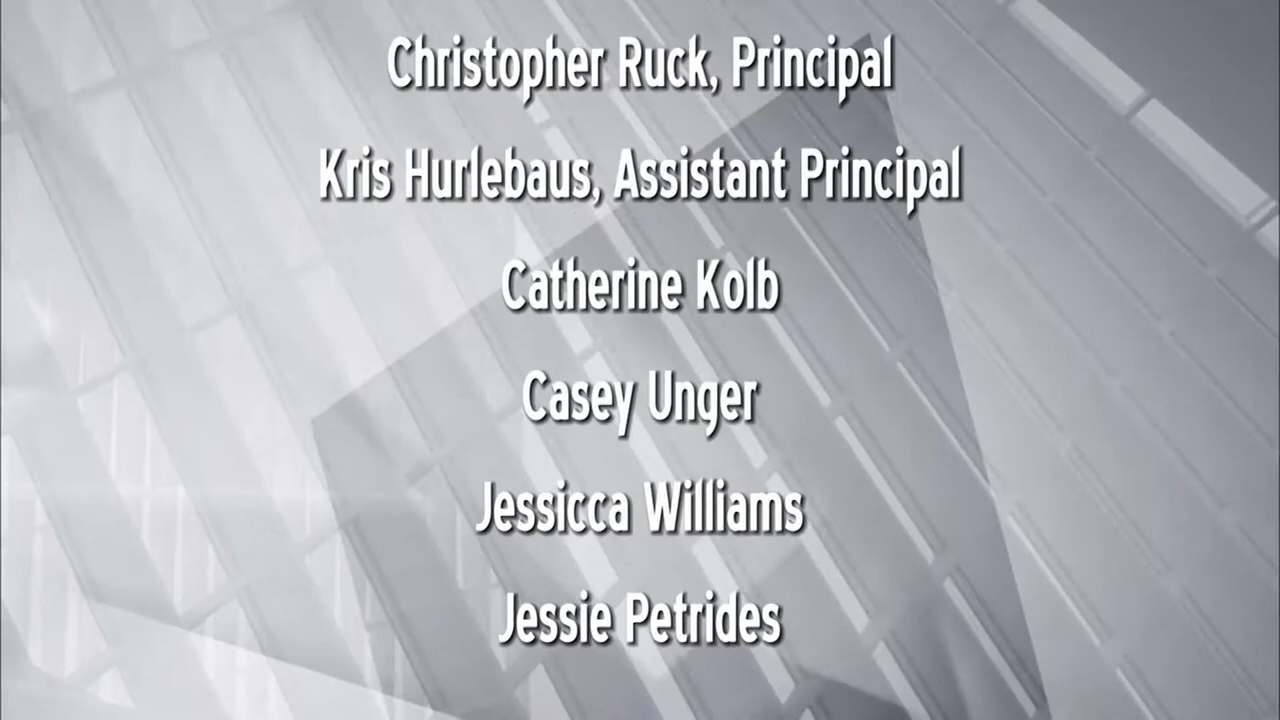 Christopher Ruck, Principal
Kris Hurlebaus, Assistant Principal
Catherine Kolb
Casey Unger
Jessicca Williams
Jessie Petrides